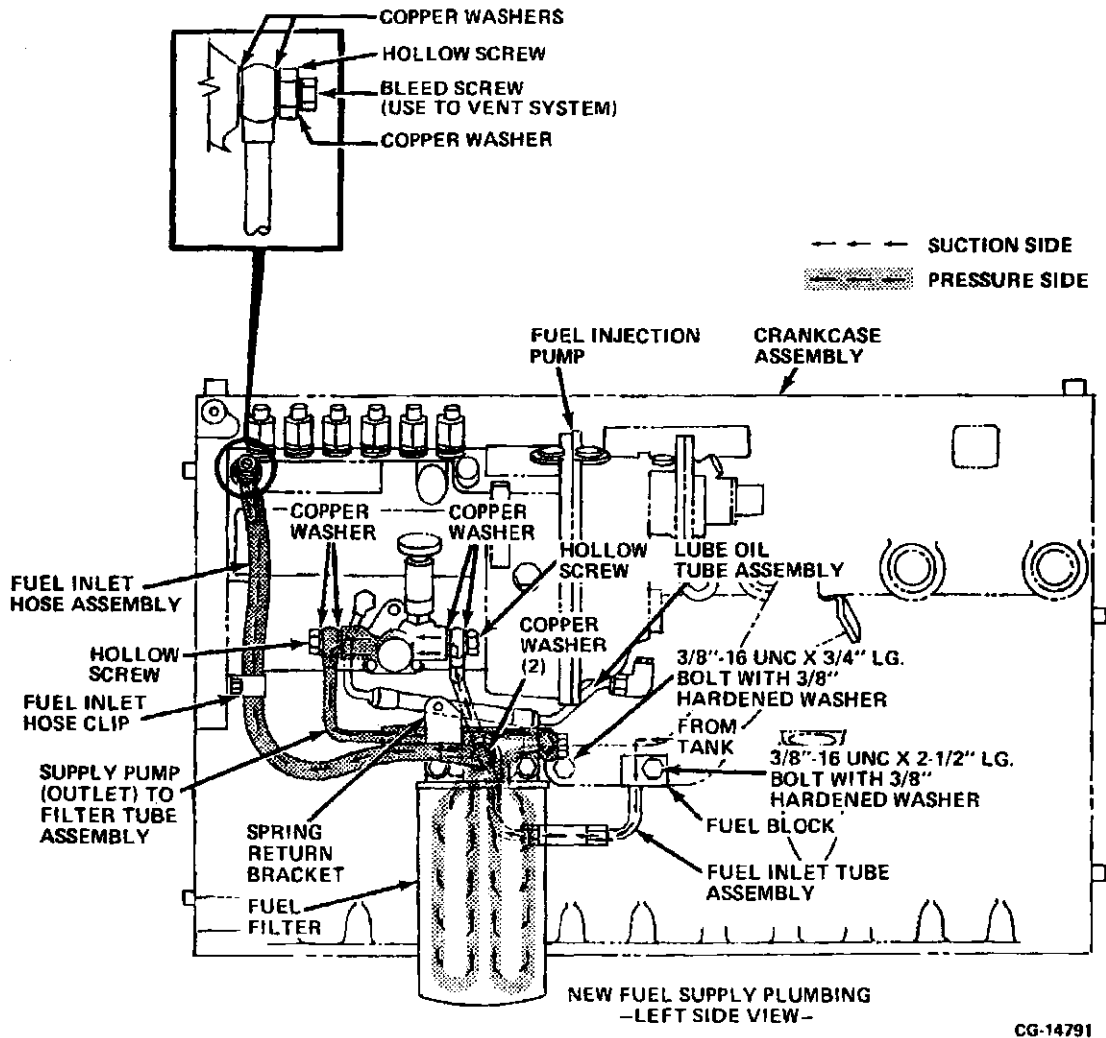 COPPER WASHERS
HOLLOW SCREW
BLEED SCREW
(USE TO VENT SYSTEM)
COPPER WASHER
SUCTION SIDE
PRESSURE SIDE
FUEL INJECTION
PUMP
CRANKCASE
ASSEMBLY
COPPER
WASHER
COPPER
WASHER
HOLLOW
SCREW
LUBE OIL
TUBE ASSEMBLY
FUEL INLET
HOSE ASSEMBLY
COPPER
WASHER
(2)
HOLLOW
SCREW
3/8"-16 UNC X 3/4" LG.
BOLT WITH 3/8"
HARDENED WASHER
FUEL INLET
HOSE CLIP
FROM
TANK
3/8"-16 UNC X 2-1/2" LG.
BOLT WITH 3/8"
HARDENED WASHER
SUPPLY PUMP
(OUTLET) TO
FILTER TUBE
ASSEMBLY
SPRING
RETURN
BRACKET
FUEL BLOCK
FUEL INLET TUBE
ASSEMBLY
FUEL
FILTER
NEW FUEL SUPPLY PLUMBING
–LEFT SIDE VIEW–
CG-14791